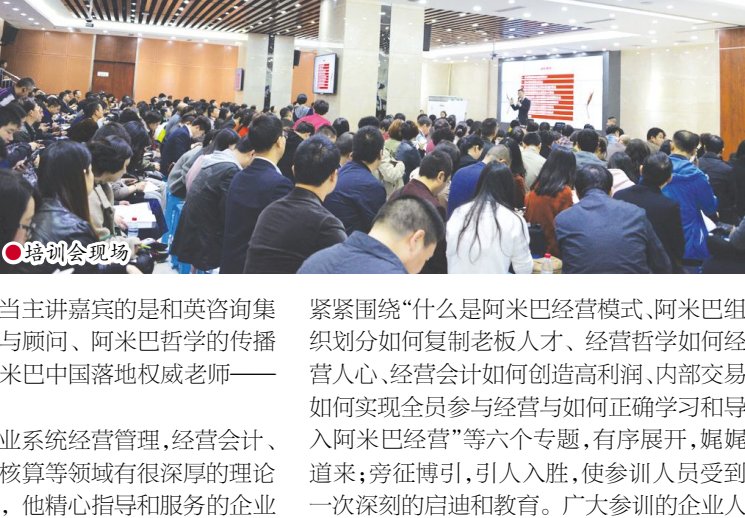 ●培训会现场
当主讲嘉宾的是和英咨询集
与顾问、阿米巴哲学的传播
米巴中国落地权威老师——
业系统经营管理,经营会计、
核算等领域有很深厚的理论
,他精心指导和服务的企业
紧紧围绕“什么是阿米巴经营模式、阿米巴组
织划分如何复制老板人才、经营哲学如何经
营人心、经营会计如何创造高利润、内部交易
如何实现全员参与经营与如何正确学习和导
入阿米巴经营”等六个专题,有序展开,娓娓
道来;旁征博引,引人入胜,使参训人员受到
一次深刻的启迪和教育。广大参训的企业人